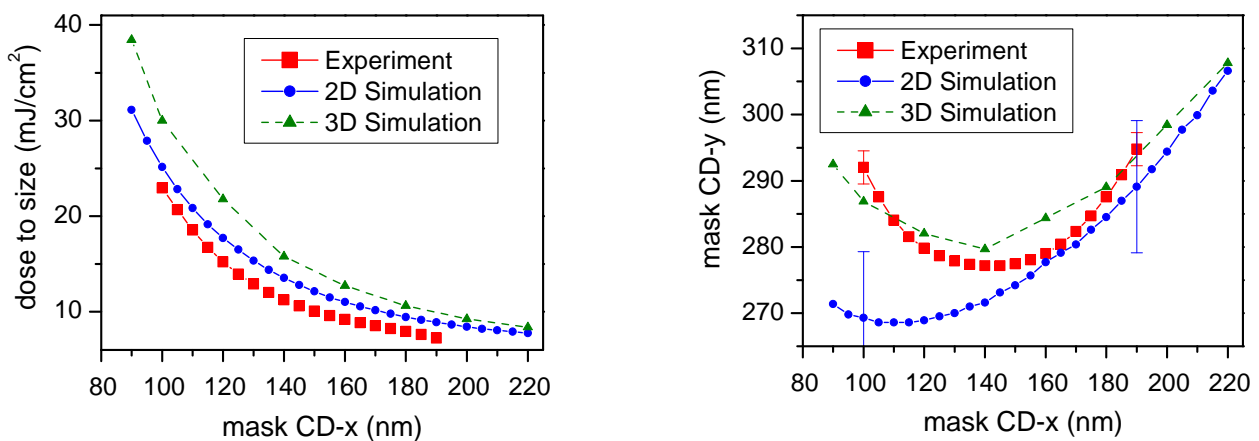 dose to size (mJ/cm²)
40
30
20
10
Experiment
2D Simulation
3D Simulation
80 100 120 140 160 180 200 220
mask CD-x (nm)
mask CD-y (nm)
310
300
290
280
270
Experiment
2D Simulation
3D Simulation
80 100 120 140 160 180 200 220
mask CD-x (nm)